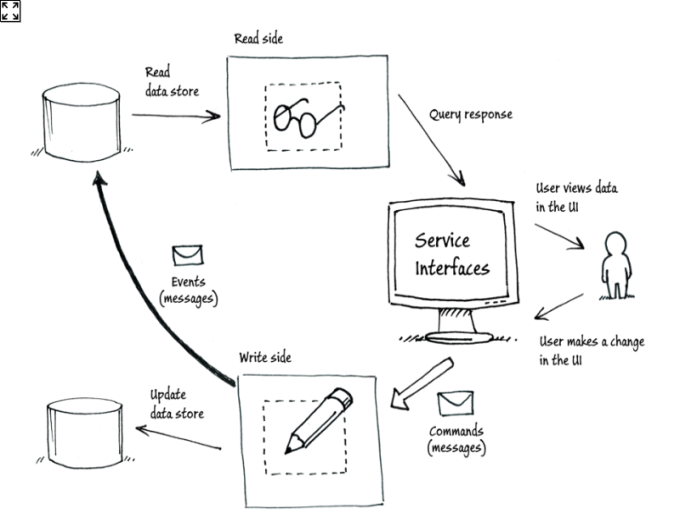 Read side
Read
data store
Query response
User views data
in the UI
Service
Interfaces
Events
(messages)
User makes a change
in the UI
Write side
Update
data store
Commands
(messages)